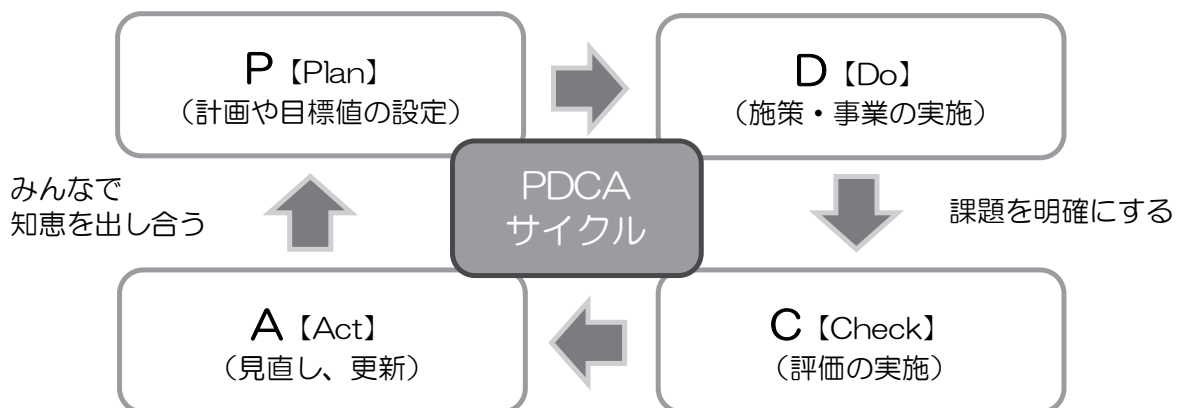 P【Plan】
（計画や目標値の設定）
D【Do】
（施策・事業の実施）
PDCA
サイクル
みんなで
知恵を出し合う
課題を明確にする
A【Act】
（見直し、更新）
C【Check】
（評価の実施）